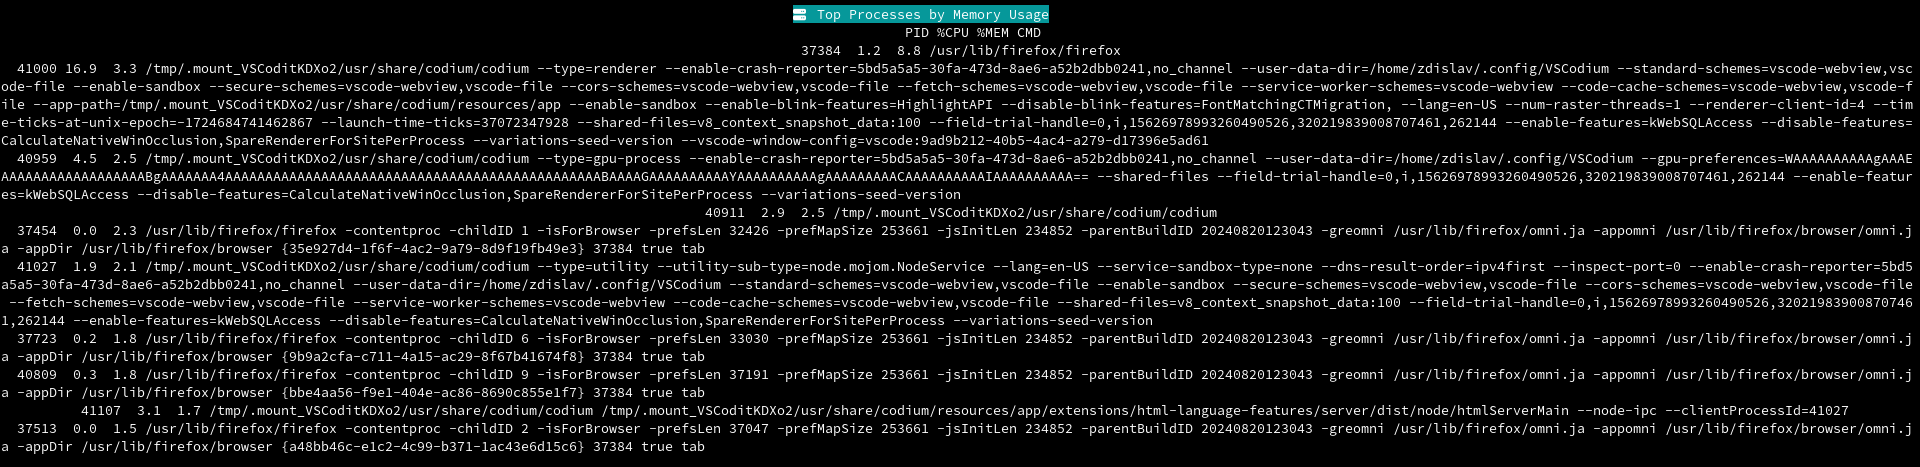 Top Processes by Memory Usage
PID %CPU %MEM CMD
37384  1.2  8.8 /usr/lib/firefox/firefox
41000 16.9  3.3 /tmp/.mount_VSCoditKDXo2/usr/share/codium/codium --type=renderer --enable-crash-reporter=5bd5a5a5-30fa-473d-8ae6-a52b2dbb0241,no_channel --user-data-dir=/home/zdislav/.config/VSCodium --standard-schemes=vscode-webview,vsc
ode-file --enable-sandbox --secure-schemes=vscode-webview,vscode-file --cors-schemes=vscode-webview,vscode-file --fetch-schemes=vscode-webview,vscode-file --service-worker-schemes=vscode-webview --code-cache-schemes=vscode-webview,vscode-f
ile --app-path=/tmp/.mount_VSCoditKDXo2/usr/share/codium/resources/app --enable-sandbox --enable-blink-features=HighlightAPI --disable-blink-features=FontMatchingCTMigration, --lang=en-US --num-raster-threads=1 --renderer-client-id=4 --tim
e-ticks-at-unix-epoch=-1724684741462867 --launch-time-ticks=37072347928 --shared-files=v8_context_snapshot_data:100 --field-trial-handle=0,i,15626978993260490526,320219839008707461,262144 --enable-features=kWebSQLAccess --disable-features=
CalculateNativeWinOcclusion,SpareRendererForSitePerProcess --variations-seed-version --vscode-window-config=vscode:9ad9b212-40b5-4ac4-a279-d17396e5ad61
40959  4.5  2.5 /tmp/.mount_VSCoditKDXo2/usr/share/codium/codium --type=gpu-process --enable-crash-reporter=5bd5a5a5-30fa-473d-8ae6-a52b2dbb0241,no_channel --user-data-dir=/home/zdislav/.config/VSCodium --gpu-preferences=WAAAAAAAAAAgAAAE
AAAAAAAAAAAAAAAAAABgAAAAAAA4AAAAAAAAAAAAAAAAAAAAAAAAAAAAAAAAAAAAAAAAAAAAAAABAAAAGAAAAAAAAAAYAAAAAAAAAAgAAAAAAAAACAAAAAAAAAAIAAAAAAAAAA== --shared-files --field-trial-handle=0,i,15626978993260490526,320219839008707461,262144 --enable-featur
es=kWebSQLAccess --disable-features=CalculateNativeWinOcclusion,SpareRendererForSitePerProcess --variations-seed-version
40911  2.9  2.5 /tmp/.mount_VSCoditKDXo2/usr/share/codium/codium
37454  0.0  2.3 /usr/lib/firefox/firefox -contentproc -childID 1 -isForBrowser -prefsLen 32426 -prefMapSize 253661 -jsInitLen 234852 -parentBuildID 20240820123043 -greomni /usr/lib/firefox/omni.ja -appomni /usr/lib/firefox/browser/omni.j
a -appDir /usr/lib/firefox/browser {35e927d4-1f6f-4ac2-9a79-8d9f19fb49e3} 37384 true tab
41027  1.9  2.1 /tmp/.mount_VSCoditKDXo2/usr/share/codium/codium --type=utility --utility-sub-type=node.mojom.NodeService --lang=en-US --service-sandbox-type=none --dns-result-order=ipv4first --inspect-port=0 --enable-crash-reporter=5bd5
a5a5-30fa-473d-8ae6-a52b2dbb0241,no_channel --user-data-dir=/home/zdislav/.config/VSCodium --standard-schemes=vscode-webview,vscode-file --enable-sandbox --secure-schemes=vscode-webview,vscode-file --cors-schemes=vscode-webview,vscode-file
--fetch-schemes=vscode-webview,vscode-file --service-worker-schemes=vscode-webview --code-cache-schemes=vscode-webview,vscode-file --shared-files=v8_context_snapshot_data:100 --field-trial-handle=0,i,15626978993260490526,32021983900870746
1,262144 --enable-features=kWebSQLAccess --disable-features=CalculateNativeWinOcclusion,SpareRendererForSitePerProcess --variations-seed-version
37723  0.2  1.8 /usr/lib/firefox/firefox -contentproc -childID 6 -isForBrowser -prefsLen 33030 -prefMapSize 253661 -jsInitLen 234852 -parentBuildID 20240820123043 -greomni /usr/lib/firefox/omni.ja -appomni /usr/lib/firefox/browser/omni.j
a -appDir /usr/lib/firefox/browser {9b9a2cfa-c711-4a15-ac29-8f67b41674f8} 37384 true tab
40809  0.3  1.8 /usr/lib/firefox/firefox -contentproc -childID 9 -isForBrowser -prefsLen 37191 -prefMapSize 253661 -jsInitLen 234852 -parentBuildID 20240820123043 -greomni /usr/lib/firefox/omni.ja -appomni /usr/lib/firefox/browser/omni.j
a -appDir /usr/lib/firefox/browser {bbe4aa56-f9e1-404e-ac86-8690c855e1f7} 37384 true tab
41107  3.1  1.7 /tmp/.mount_VSCoditKDXo2/usr/share/codium/codium /tmp/.mount_VSCoditKDXo2/usr/share/codium/resources/app/extensions/html-language-features/server/dist/node/htmlServerMain --node-ipc --clientProcessId=41027
37513  0.0  1.5 /usr/lib/firefox/firefox -contentproc -childID 2 -isForBrowser -prefsLen 37047 -prefMapSize 253661 -jsInitLen 234852 -parentBuildID 20240820123043 -greomni /usr/lib/firefox/omni.ja -appomni /usr/lib/firefox/browser/omni.j
a -appDir /usr/lib/firefox/browser {a48bb46c-e1c2-4c99-b371-1ac43e6d15c6} 37384 true tab